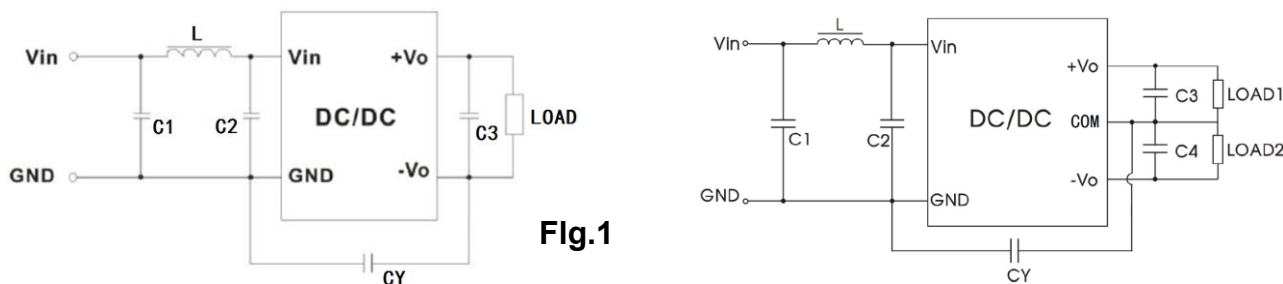 L
Vin
Vin
+Vo
C1
C2
DC/DC
C3
LOAD
GND
GND
-Vo
CY
FIg.1
L
Vin
Vin
+Vo
C3
LOAD1
C1
C2
DC/DC
COM
C4
LOAD2
-Vo
GND
GND
CY